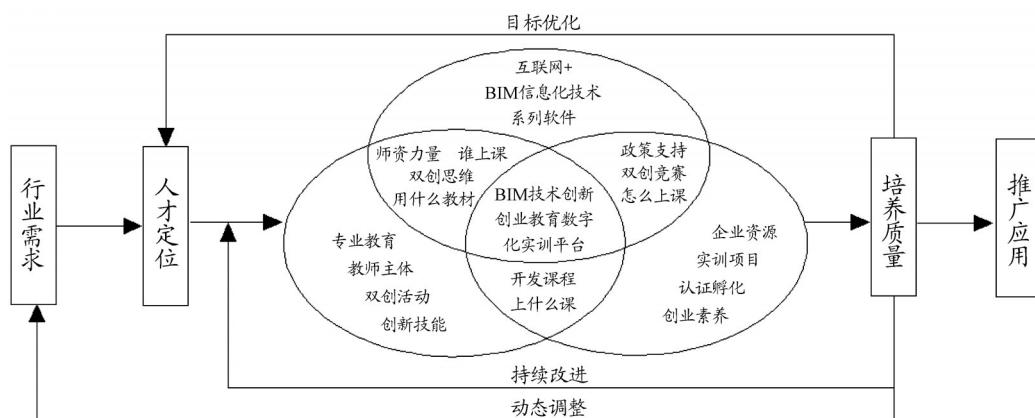 目标优化
互联网+
BIM信息化技术
系列软件
师资力量 谁上课
双创思维
用什么教材
政策支持
双创竞赛
怎么上课
BIM技术创新
创业教育数字
化实训平台
专业教育
教师主体
双创活动
创新技能
企业资源
实训项目
认证孵化
创业素养
开发课程
上什么课
行业需求
人才定位
培养质量
推广应用
持续改进
动态调整